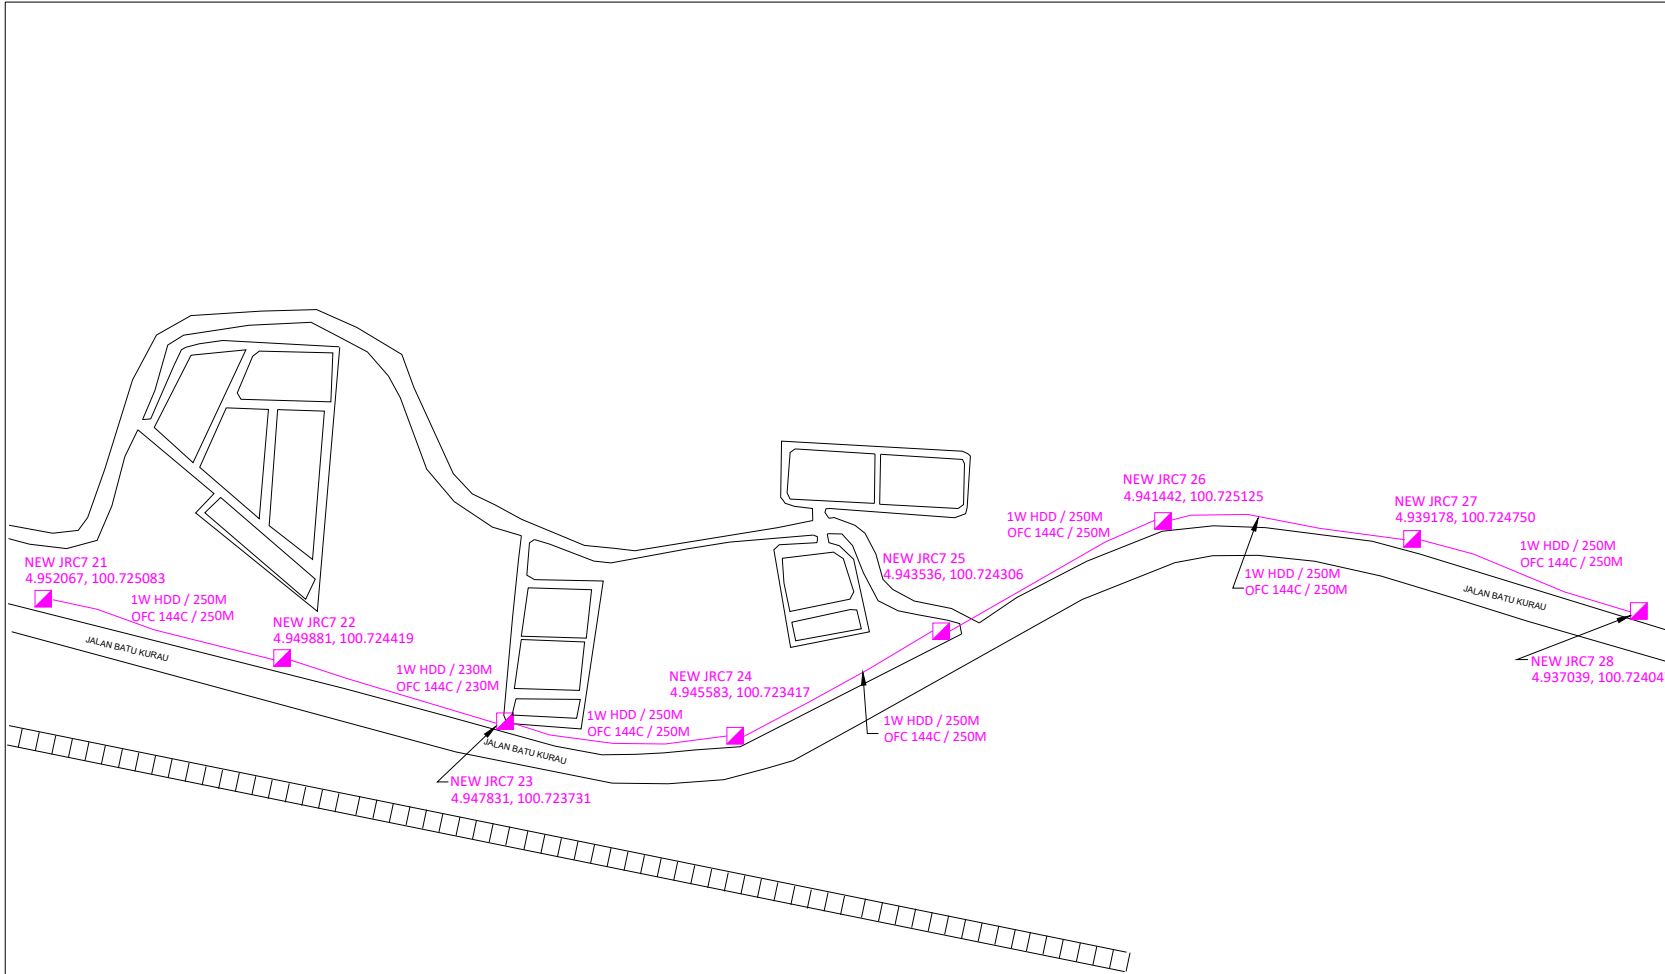 NEW JRC7 21
4.952067, 100.725083
1W HDD / 250M
OFC 144C / 250M
JALAN BATU KURAU
NEW JRC7 22
4.949881, 100.724419
1W HDD / 230M
OFC 144C / 230M
NEW JRC7 23
4.947831, 100.723731
JALAN BATU KURAU
1W HDD / 250M
OFC 144C / 250M
NEW JRC7 24
4.945583, 100.723417
1W HDD / 250M
OFC 144C / 250M
NEW JRC7 25
4.943536, 100.724306
1W HDD / 250M
OFC 144C / 250M
NEW JRC7 26
4.941442, 100.725125
1W HDD / 250M
OFC 144C / 250M
NEW JRC7 27
4.939178, 100.724750
1W HDD / 250M
OFC 144C / 250M
JALAN BATU KURAU
NEW JRC7 28
4.937039, 100.72404